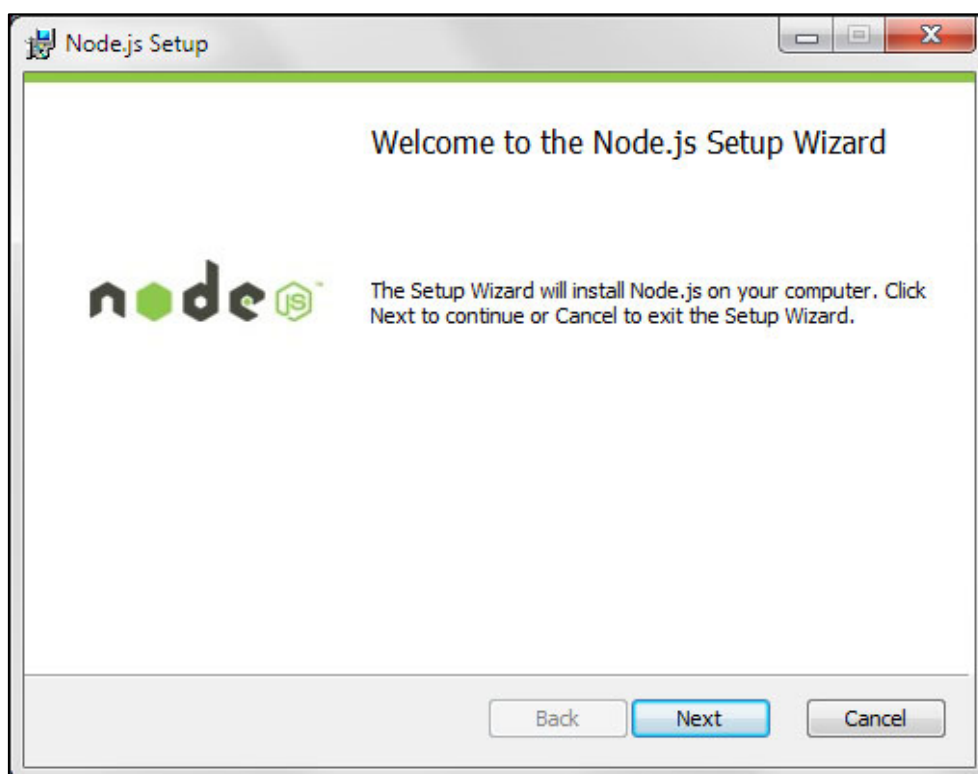 Node.js Setup
Welcome to the Node.js Setup Wizard
node JS™
The Setup Wizard will install Node.js on your computer. Click
Next to continue or Cancel to exit the Setup Wizard.
Back Next Cancel